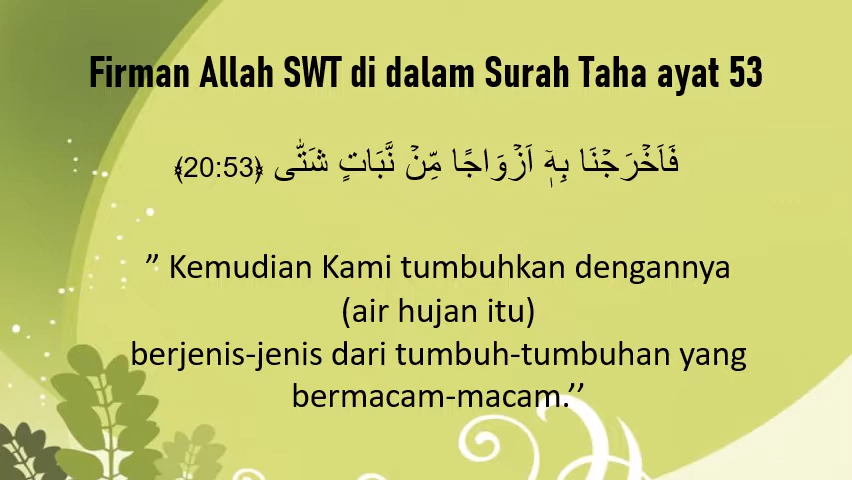 Firman Allah SWT di dalam Surah Taha ayat 53
فَاَخۡرَجۡنَا بِهٖۤ اَزۡوَاجًا مِّنۡ نَّبَاتٍ شَتّٰى ﴿20:53﴾
” Kemudian Kami tumbuhkan dengannya
(air hujan itu)
berjenis-jenis dari tumbuh-tumbuhan yang
bermacam-macam.’’